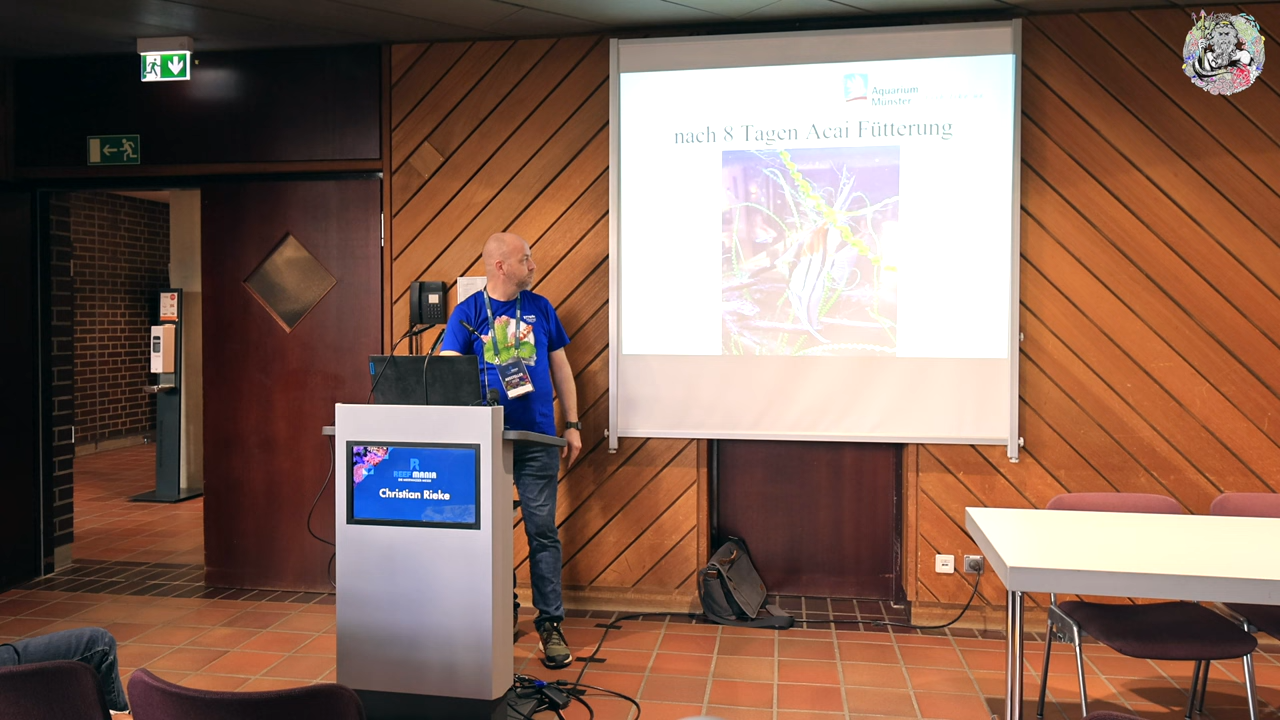 Aquarium
Münster
nach 8 Tagen Acai Fütterung
REEF MANIA
Christian Rieke